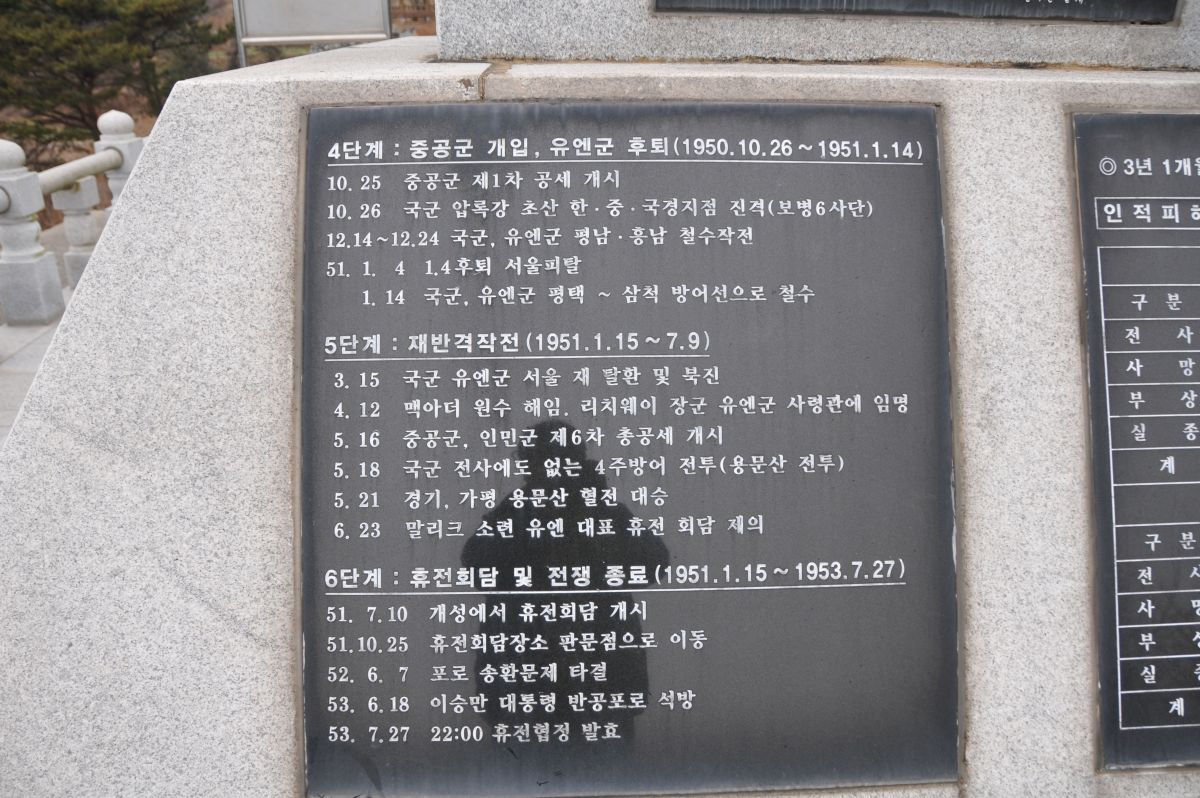 4단계 : 중공군 개입, 유엔군 후퇴(1950.10.26~1951.1.14)
10. 25 중공군 제1차 공세 개시
10. 26 국군 압록강 초산 한·중·국경지점 진격(보병6사단)
12.14~12.24 국군, 유엔군 평남·흥남 철수작전
51. 1. 4 1.4후퇴 서울피탈
1. 14 국군, 유엔군 평택 ~ 삼척 방어선으로 철수
5단계 : 재반격작전(1951.1.15~7.9)
3. 15 국군 유엔군 서울 재 탈환 및 북진
4. 12 맥아더 원수 해임. 리치웨이 장군 유엔군 사령관에 임명
5. 16 중공군, 인민군 제6차 총공세 개시
5. 18 국군 전사에도 없는 4주방어 전투(용문산 전투)
5. 21 경기, 가평 용문산 혈전 대승
6. 23 말리크 소련 유엔 대표 휴전 회담 제의
6단계 : 휴전회담 및 전쟁 종료(1951.1.15~1953.7.27)
51. 7. 10 개성에서 휴전회담 개시
51. 10. 25 휴전회담장소 판문점으로 이동
52. 6. 7 포로 송환문제 타결
53. 6. 18 이승만 대통령 반공포로 석방
53. 7. 27 22:00 휴전협정 발효
◎ 3년 1개월
인적피해
구 분
전 사
사 망
부 상
실 종
계
구 분
전 사
사 망
부 상
실 종
계